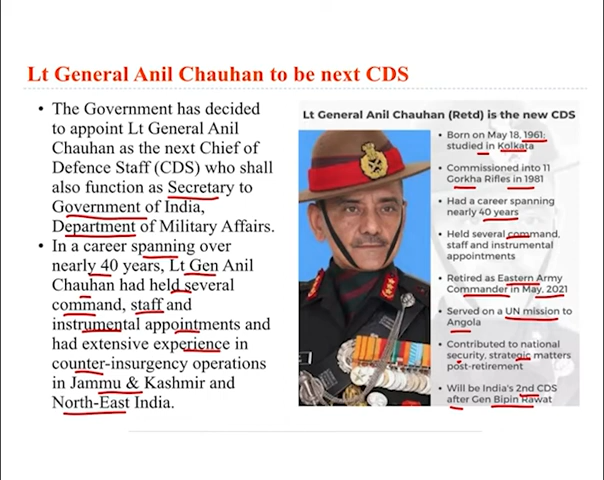 Lt General Anil Chauhan to be next CDS
• The Government has decided
to appoint Lt General Anil
Chauhan as the next Chief of
Defence Staff (CDS) who shall
also function as Secretary to
Government of India,
Department of Military Affairs.
• In a career spanning over
nearly 40 years, Lt Gen Anil
Chauhan had held several
command, staff and
instrumental appointments and
had extensive experience in
counter-insurgency operations
in Jammu & Kashmir and
North-East India.
Lt General Anil Chauhan (Retd) is the new CDS
• Born on May 18, 1961;
studied in Kolkata
• Commissioned into 11
Gorkha Rifles in 1981
• Had a career spanning
nearly 40 years
• Held several command,
staff and instrumental
appointments
• Retired as Eastern Army
Commander in May, 2021
• Served on a UN mission to
Angola
• Contributed to national
security, strategic matters
post-retirement
• Will be India's 2nd CDS
after Gen Bipin Rawat